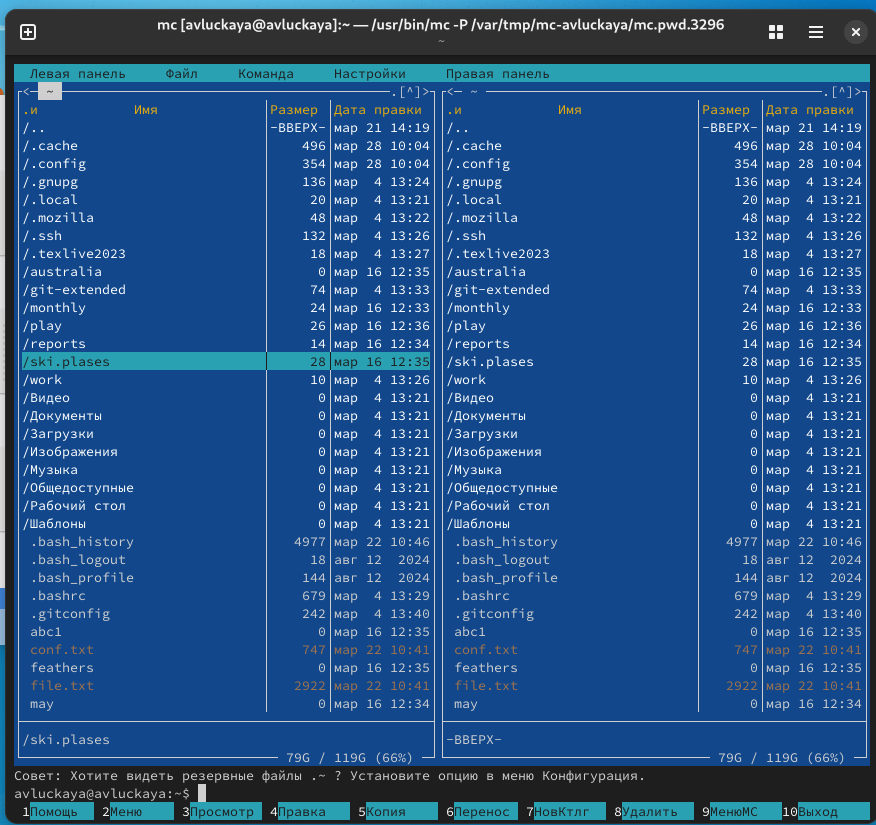 mc [avluckaya@avluckaya]:~ — /usr/bin/mc -P /var/tmp/mc-avluckaya/mc.pwd.3296
~
Левая панель Файл Команда Настройки Правая панель
<─ ~ .[^]> <─ ~ .[^]>
.и Имя Размер Дата правки .и Имя Размер Дата правки
/.. -ВВЕРХ- мар 21 14:19 /.. -ВВЕРХ- мар 21 14:19
/.cache 496 мар 28 10:04 /.cache 496 мар 28 10:04
/.config 354 мар 28 10:04 /.config 354 мар 28 10:04
/.gnupg 136 мар 4 13:24 /.gnupg 136 мар 4 13:24
/.local 20 мар 4 13:21 /.local 20 мар 4 13:21
/.mozilla 48 мар 4 13:22 /.mozilla 48 мар 4 13:22
/.ssh 132 мар 4 13:26 /.ssh 132 мар 4 13:26
/.texlive2023 18 мар 4 13:27 /.texlive2023 18 мар 4 13:27
/australia 0 мар 16 12:35 /australia 0 мар 16 12:35
/git-extended 74 мар 4 13:33 /git-extended 74 мар 4 13:33
/monthly 24 мар 16 12:33 /monthly 24 мар 16 12:33
/play 26 мар 16 12:36 /play 26 мар 16 12:36
/reports 14 мар 16 12:34 /reports 14 мар 16 12:34
/ski.plases 28 мар 16 12:35 /ski.plases 28 мар 16 12:35
/work 10 мар 4 13:26 /work 10 мар 4 13:26
/Видео 0 мар 4 13:21 /Видео 0 мар 4 13:21
/Документы 0 мар 4 13:21 /Документы 0 мар 4 13:21
/Загрузки 0 мар 4 13:21 /Загрузки 0 мар 4 13:21
/Изображения 0 мар 4 13:21 /Изображения 0 мар 4 13:21
/Музыка 0 мар 4 13:21 /Музыка 0 мар 4 13:21
/Общедоступные 0 мар 4 13:21 /Общедоступные 0 мар 4 13:21
/Рабочий стол 0 мар 4 13:21 /Рабочий стол 0 мар 4 13:21
/Шаблоны 0 мар 4 13:21 /Шаблоны 0 мар 4 13:21
.bash_history 4977 мар 22 10:46 .bash_history 4977 мар 22 10:46
.bash_logout 18 авг 12 2024 .bash_logout 18 авг 12 2024
.bash_profile 144 авг 12 2024 .bash_profile 144 авг 12 2024
.bashrc 679 мар 4 13:29 .bashrc 679 мар 4 13:29
.gitconfig 242 мар 4 13:40 .gitconfig 242 мар 4 13:40
abc1 0 мар 16 12:35 abc1 0 мар 16 12:35
conf.txt 747 мар 22 10:41 conf.txt 747 мар 22 10:41
feathers 0 мар 16 12:35 feathers 0 мар 16 12:35
file.txt 2922 мар 22 10:41 file.txt 2922 мар 22 10:41
may 0 мар 16 12:34 may 0 мар 16 12:34
/ski.plases -ВВЕРХ-
79G / 119G (66%) 79G / 119G (66%)
Совет: Хотите видеть резервные файлы .~ ? Установите опцию в меню Конфигурация.
avluckaya@avluckaya:~$
1Помощь 2Меню 3Просмотр 4Правка 5Копия 6Перенос 7НовКтлг 8Удалить 9МенюMC 10Выход